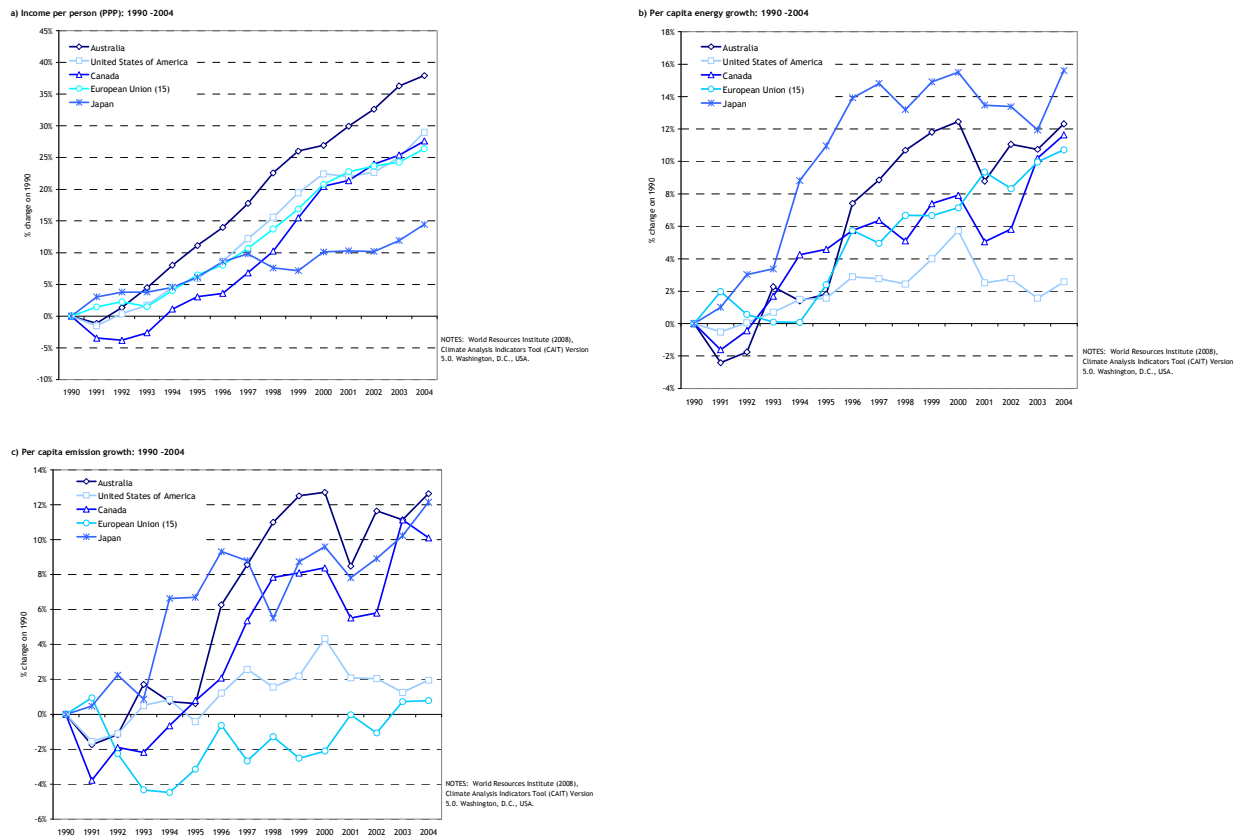 a) Income per person (PPP): 1990 -2004
45%
40%
35%
30%
25%
20%
15%
10%
5%
0%
-5%
-10%
% change on 1990
Australia
United States of America
Canada
European Union (15)
Japan
1990 1991 1992 1993 1994 1995 1996 1997 1998 1999 2000 2001 2002 2003 2004
NOTES: World Resources Institute (2008),
Climate Analysis Indicators Tool (CAIT) Version
5.0. Washington, D.C., USA.
b) Per capita energy growth: 1990 -2004
18%
16%
14%
12%
10%
8%
6%
4%
2%
0%
-2%
-4%
% change on 1990
Australia
United States of America
Canada
European Union (15)
Japan
1990 1991 1992 1993 1994 1995 1996 1997 1998 1999 2000 2001 2002 2003 2004
NOTES: World Resources Institute (2008),
Climate Analysis Indicators Tool (CAIT) Version
5.0. Washington, D.C., USA.
c) Per capita emission growth: 1990 -2004
14%
12%
10%
8%
6%
4%
2%
0%
-2%
-4%
-6%
% change on 1990
Australia
United States of America
Canada
European Union (15)
Japan
1990 1991 1992 1993 1994 1995 1996 1997 1998 1999 2000 2001 2002 2003 2004
NOTES: World Resources Institute (2008),
Climate Analysis Indicators Tool (CAIT) Version
5.0. Washington, D.C., USA.